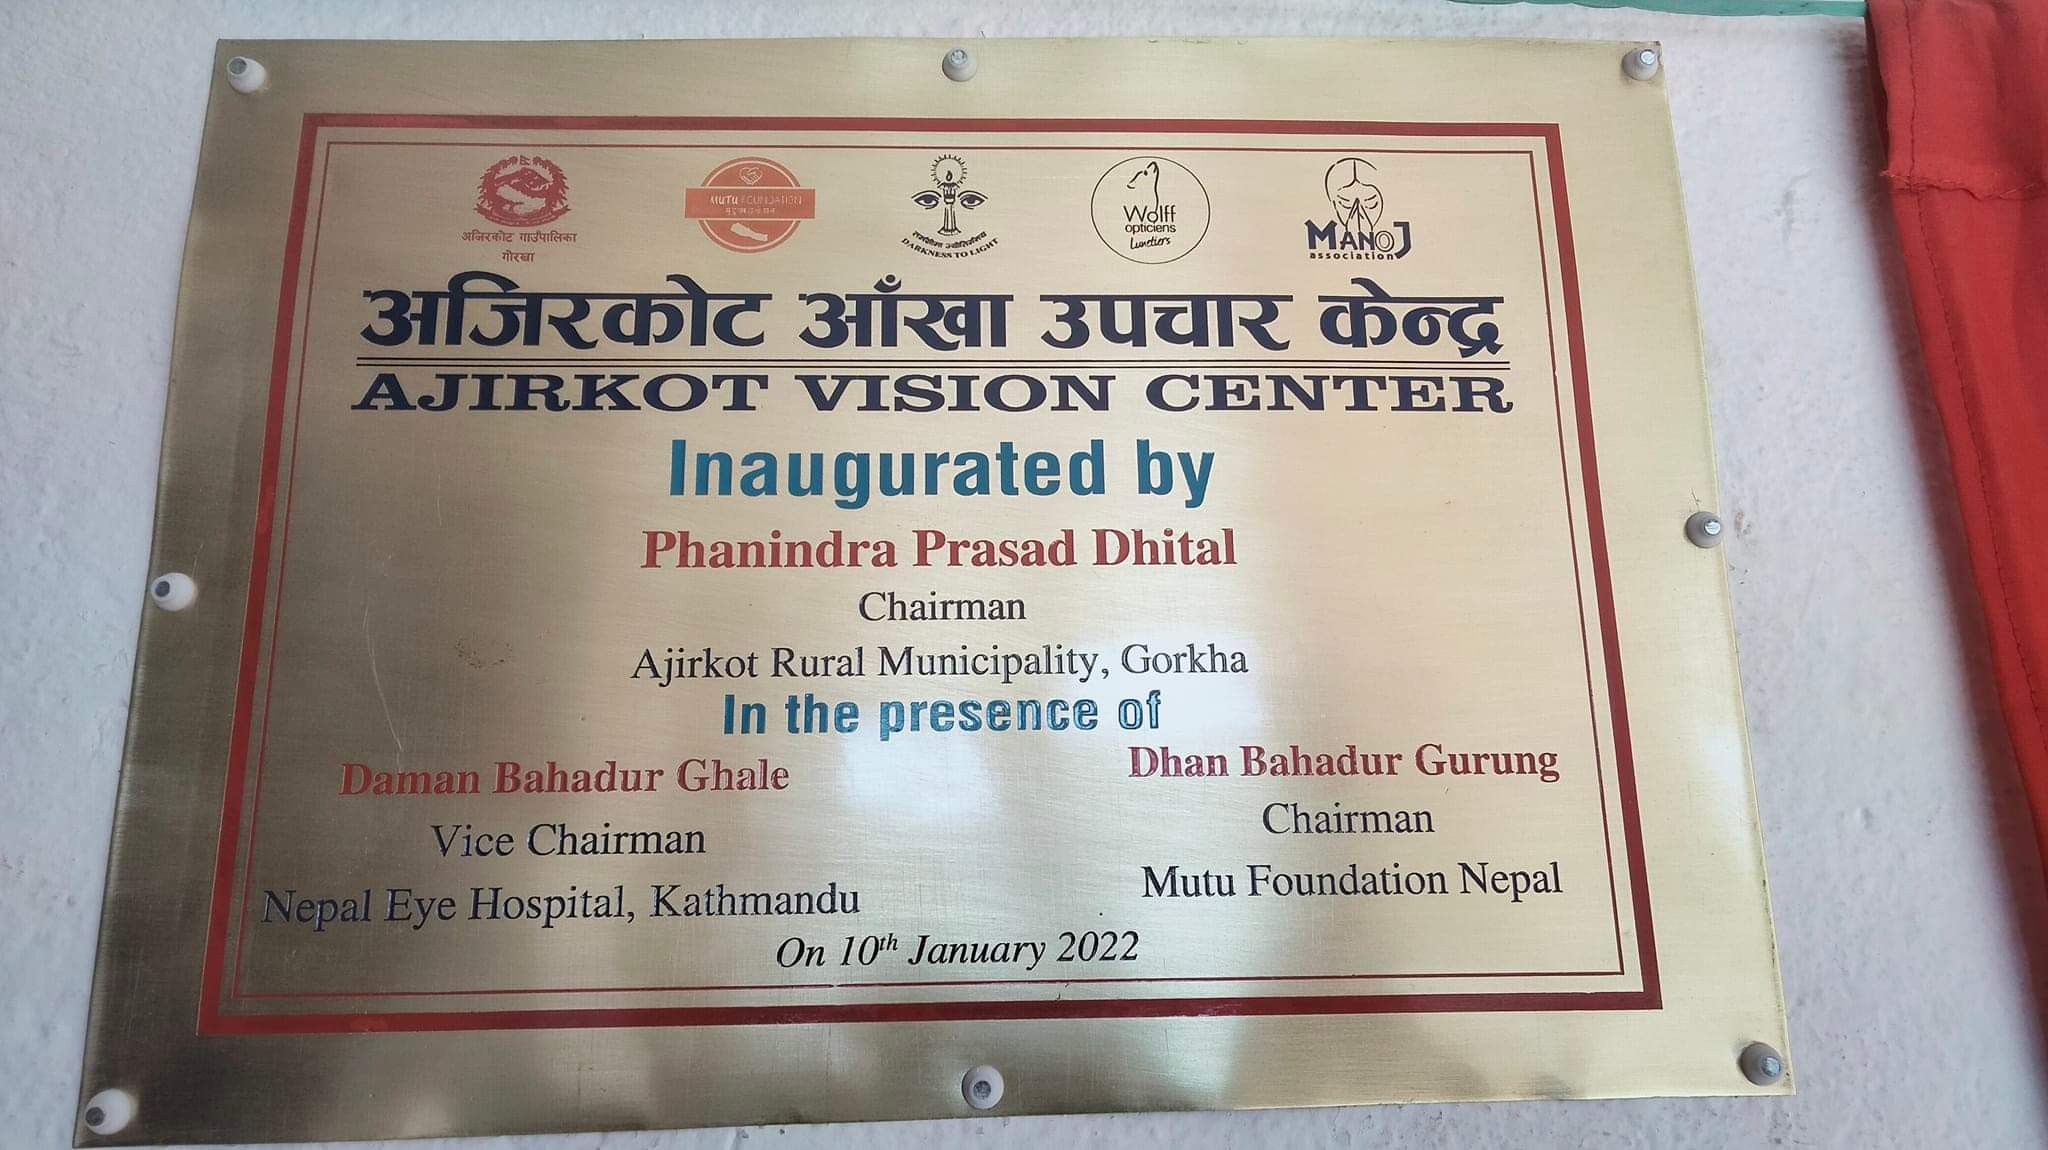 अजिरकोट गाउँपालिका
गोरखा
MUTU FOUNDATION
तमसोमा ज्योतिर्गमय
DARKNESS TO LIGHT
Wolff
opticiens
Lunetiers
MANOJ
association
अजिरकोट आँखा उपचार केन्द्र
AJIRKOT VISION CENTER
Inaugurated by
Phanindra Prasad Dhital
Chairman
Ajirkot Rural Municipality, Gorkha
In the presence of
Daman Bahadur Ghale
Vice Chairman
Nepal Eye Hospital, Kathmandu
Dhan Bahadur Gurung
Chairman
Mutu Foundation Nepal
On 10th January 2022